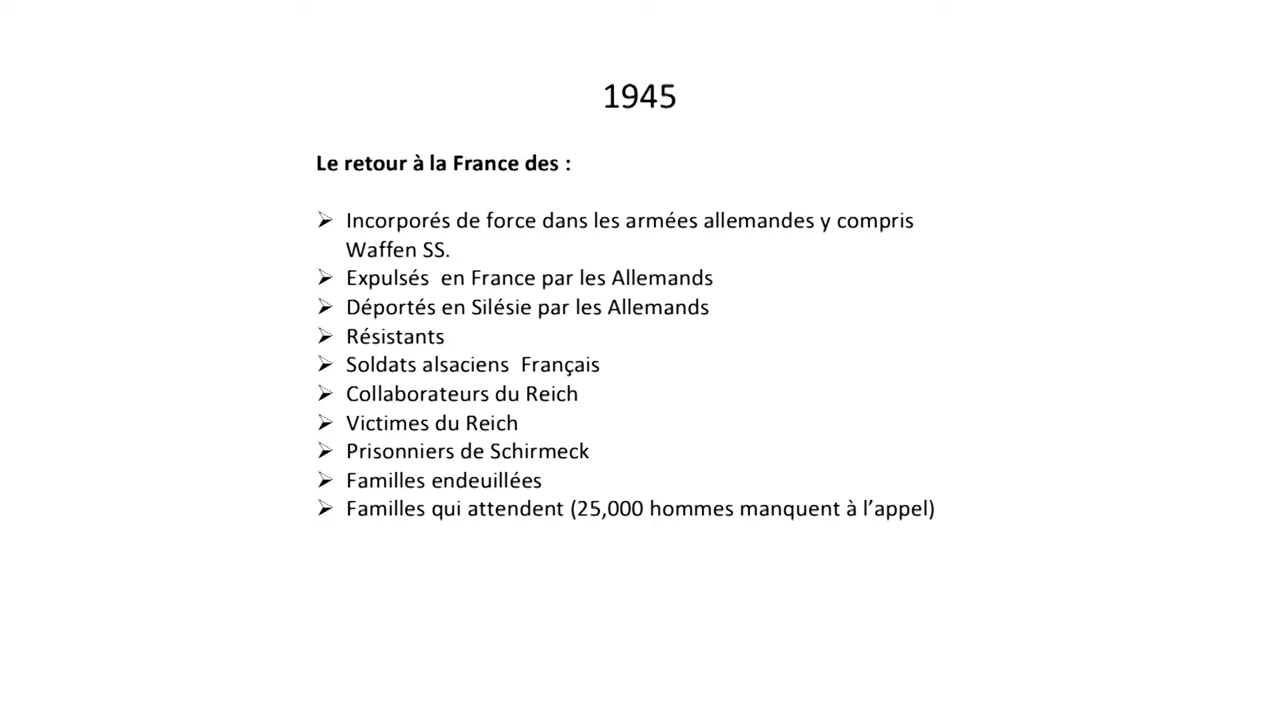 1945
Le retour à la France des :
➢ Incorporés de force dans les armées allemandes y compris
Waffen SS.
➢ Expulsés  en France par les Allemands
➢ Déportés en Silésie par les Allemands
➢ Résistants
➢ Soldats alsaciens  Français
➢ Collaborateurs du Reich
➢ Victimes du Reich
➢ Prisonniers de Schirmeck
➢ Familles endeuillées
➢ Familles qui attendent (25,000 hommes manquent à l’appel)